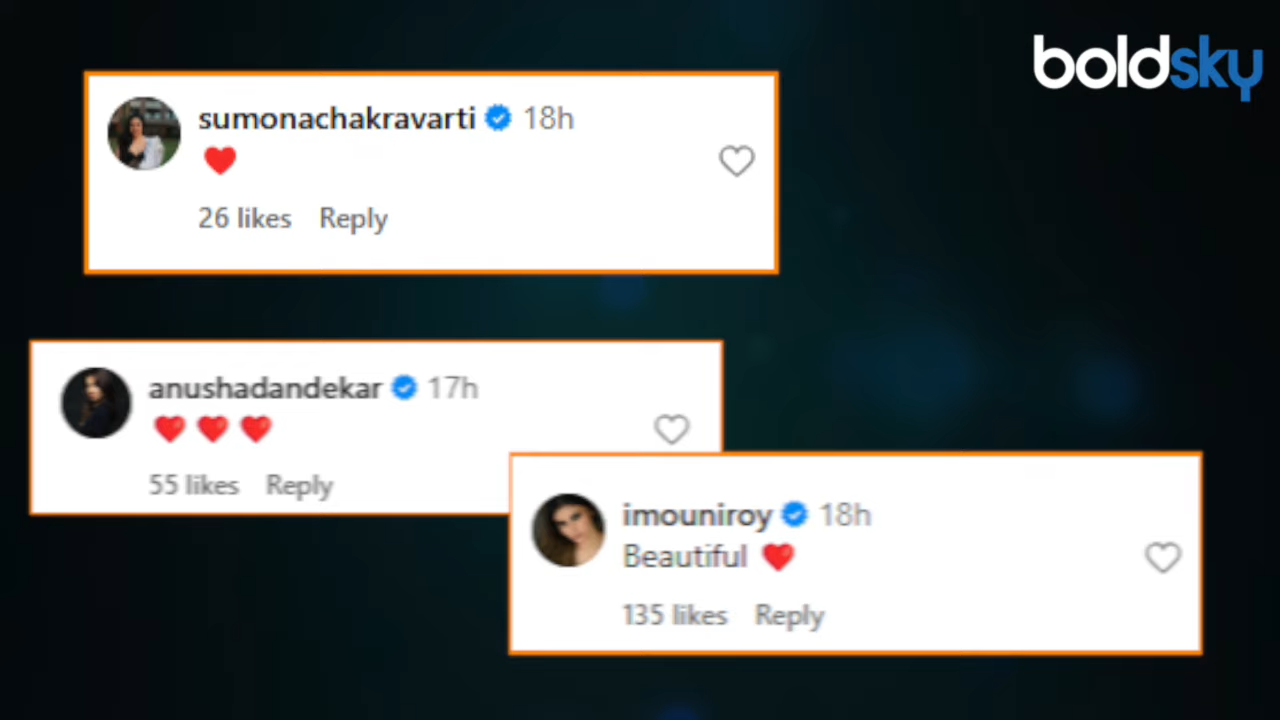 boldsky
sumonachakravarti 18h
❤️
26 likes Reply
anushadandekar 17h
❤️❤️❤️
55 likes Reply
imouniroy 18h
Beautiful ❤️
135 likes Reply